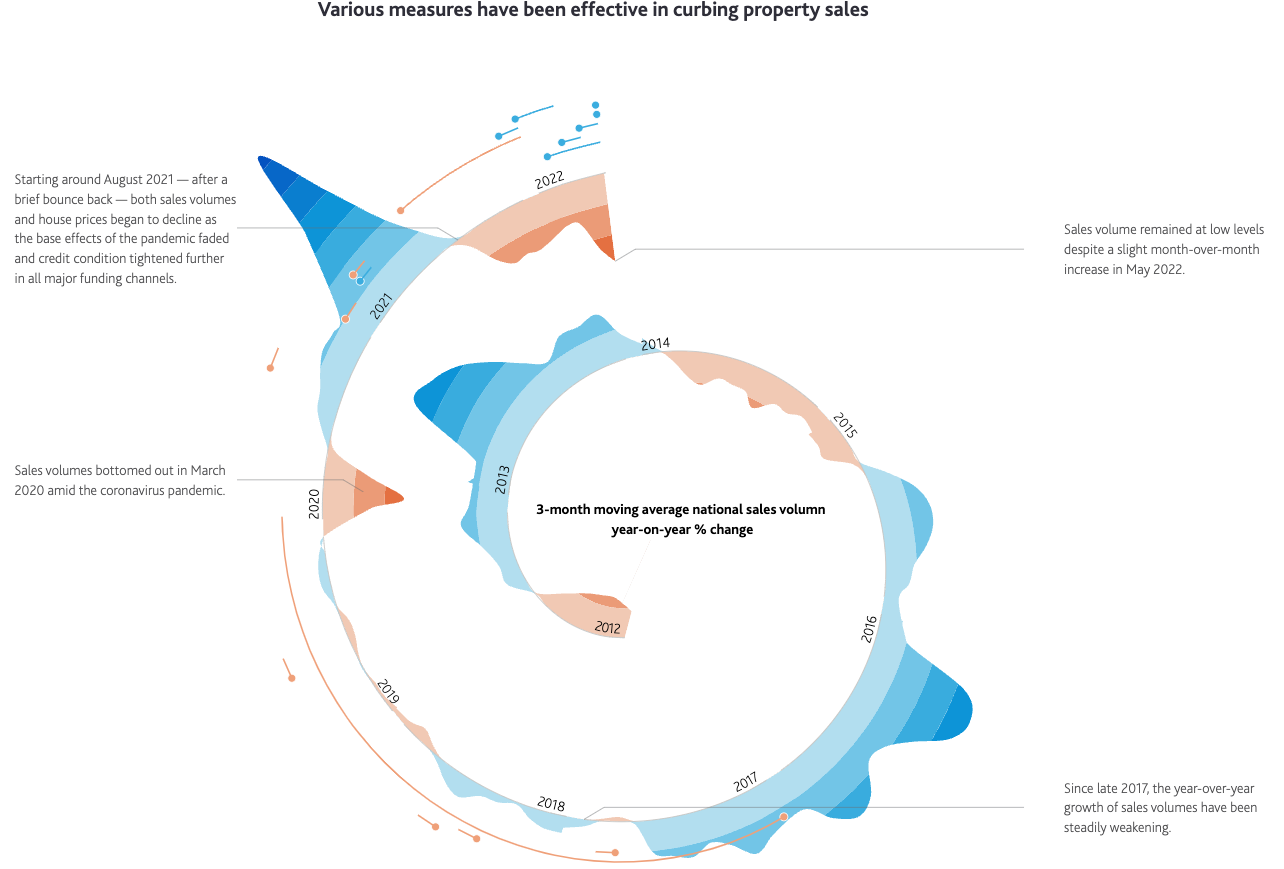 Various measures have been effective in curbing property sales
Starting around August 2021 — after a
brief bounce back — both sales volumes
and house prices began to decline as
the base effects of the pandemic faded
and credit condition tightened further
in all major funding channels.
2022
Sales volume remained at low levels
despite a slight month-over-month
increase in May 2022.
2021
2014
2015
Sales volumes bottomed out in March
2020 amid the coronavirus pandemic.
2020
2013
3-month moving average national sales volumn
year-on-year % change
2012
2016
2019
2017
2018
Since late 2017, the year-over-year
growth of sales volumes have been
steadily weakening.